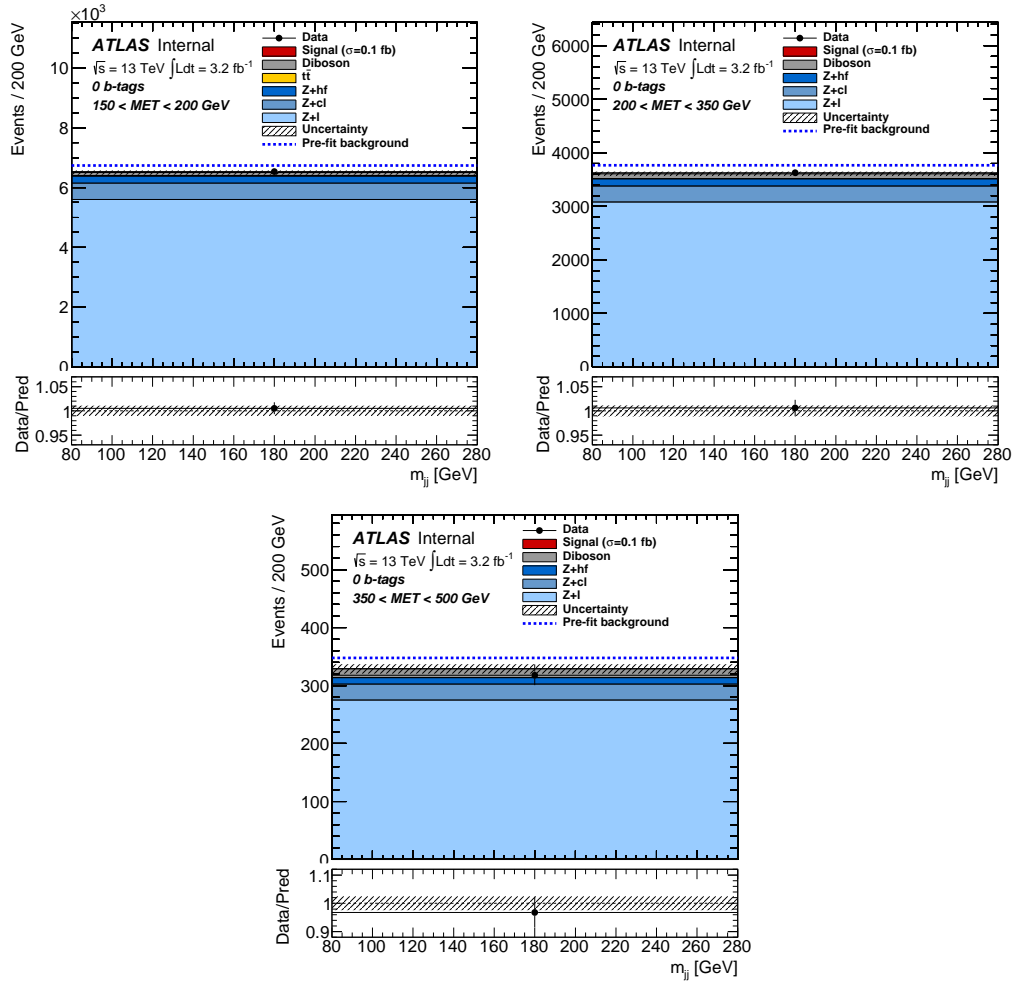 ×10³
Events / 200 GeV
10
8
6
4
2
0
ATLAS Internal
√s = 13 TeV ∫Ldt = 3.2 fb⁻¹
0 b-tags
150 < MET < 200 GeV
Data
Signal (σ=0.1 fb)
Diboson
tt̄
Z+hf
Z+cl
Z+l
Uncertainty
Pre-fit background
Data/Pred
1.05
1
0.95
80 100 120 140 160 180 200 220 240 260 280
m_jj [GeV]
Events / 200 GeV
6000
5000
4000
3000
2000
1000
0
ATLAS Internal
√s = 13 TeV ∫Ldt = 3.2 fb⁻¹
0 b-tags
200 < MET < 350 GeV
Data
Signal (σ=0.1 fb)
Diboson
Z+hf
Z+cl
Z+l
Uncertainty
Pre-fit background
Data/Pred
1.05
1
0.95
80 100 120 140 160 180 200 220 240 260 280
m_jj [GeV]
Events / 200 GeV
500
400
300
200
100
0
ATLAS Internal
√s = 13 TeV ∫Ldt = 3.2 fb⁻¹
0 b-tags
350 < MET < 500 GeV
Data
Signal (σ=0.1 fb)
Diboson
Z+hf
Z+cl
Z+l
Uncertainty
Pre-fit background
Data/Pred
1.1
1
0.9
80 100 120 140 160 180 200 220 240 260 280
m_jj [GeV]